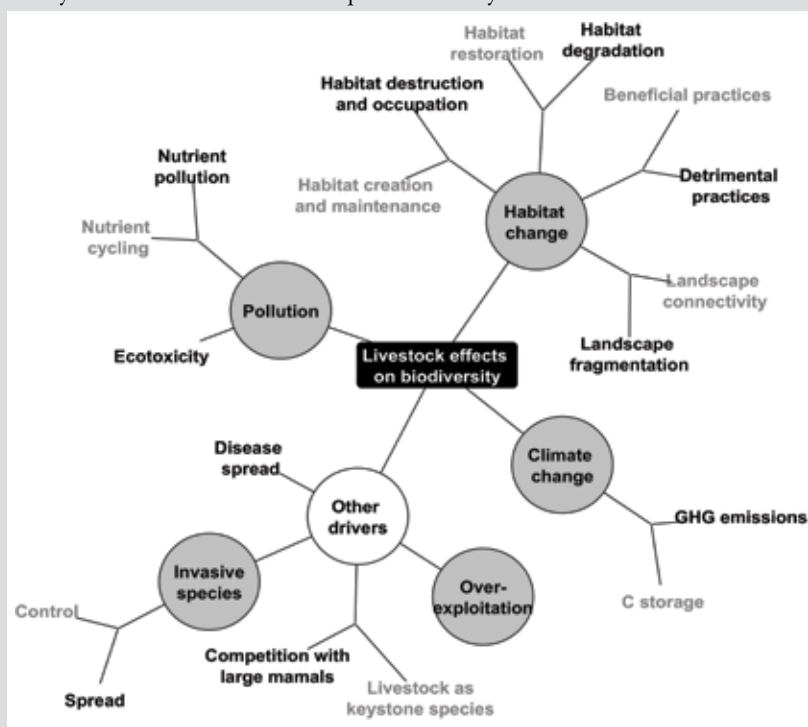 Habitat
restoration
Habitat
degradation
Habitat destruction
and occupation
Beneficial practices
Nutrient
pollution
Habitat creation
and maintenance
Detrimental
practices
Nutrient
cycling
Habitat
change
Landscape
connectivity
Pollution
Ecotoxicity
Livestock effects
on biodiversity
Landscape
fragmentation
Disease
spread
Climate
change
Other
drivers
GHG emissions
Invasive
species
Over-
exploitation
C storage
Control
Spread
Competition with
large mamals
Livestock as
keystone species